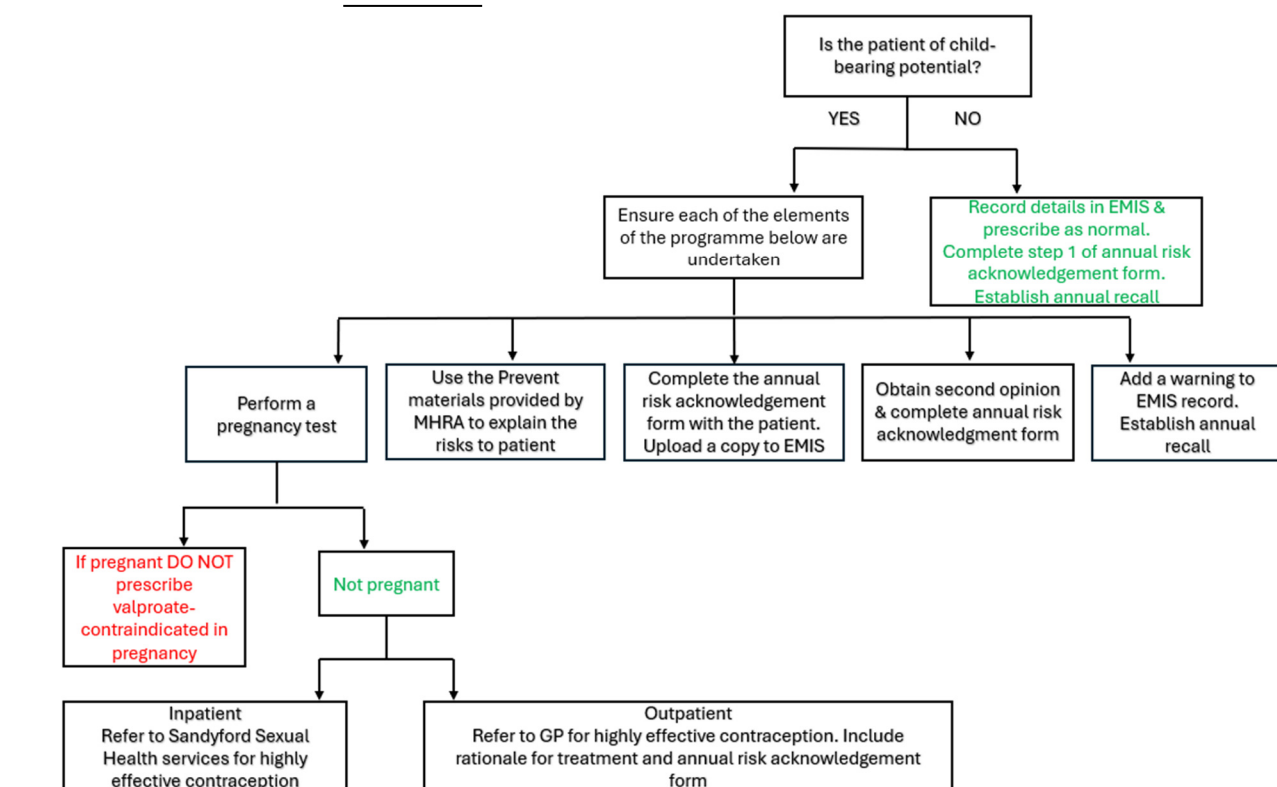 Is the patient of child-
bearing potential?
YES
NO
Ensure each of the elements
of the programme below are
undertaken
Record details in EMIS &
prescribe as normal.
Complete step 1 of annual risk
acknowledgement form.
Establish annual recall
Perform a
pregnancy test
Use the Prevent
materials provided by
MHRA to explain the
risks to patient
Complete the annual
risk acknowledgement
form with the patient.
Upload a copy to EMIS
Obtain second opinion
& complete annual risk
acknowledgment form
Add a warning to
EMIS record.
Establish annual
recall
If pregnant DO NOT
prescribe
valproate-
contraindicated in
pregnancy
Not pregnant
Inpatient
Refer to Sandyford Sexual
Health services for highly
effective contraception
Outpatient
Refer to GP for highly effective contraception. Include
rationale for treatment and annual risk acknowledgement
form